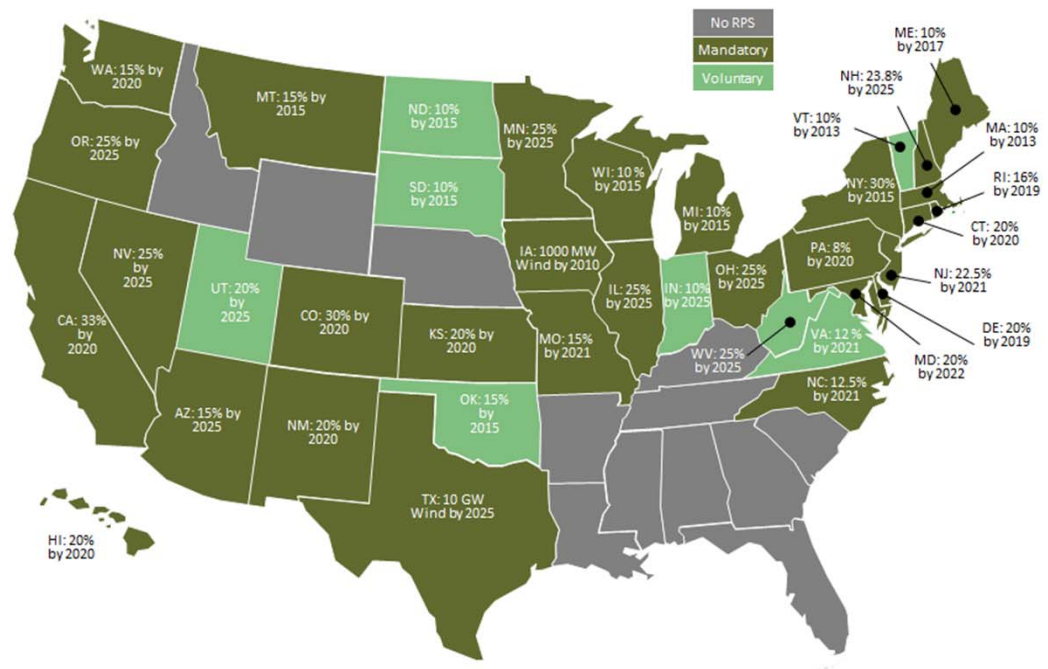 No RPS
Mandatory
Voluntary
ME: 10%
by 2017
NH: 23.8%
by 2025
VT: 10%
by 2013
MA: 10%
by 2013
RI: 16%
by 2019
CT: 20%
by 2020
NJ: 22.5%
by 2021
DE: 20%
by 2019
MD: 20%
by 2022
WA: 15% by
2020
MT: 15% by
2015
ND: 10%
by 2015
MN: 25%
by 2025
OR: 25% by
2025
SD: 10%
by 2015
WI: 10 %
by 2015
MI: 10%
by 2015
NY: 30%
by 2015
PA: 8%
by 2020
NV: 25%
by
2025
UT: 20%
by
2025
IA: 1000 MW
Wind by 2010
IL: 25%
by 2025
IN: 10%
by 2025
OH: 25%
by 2025
CA: 33%
by
2020
CO: 30% by
2020
KS: 20% by
2020
MO: 15%
by 2021
WV: 25%
by 2025
VA: 12 %
by 2021
NC: 12.5%
by 2021
AZ: 15% by
2025
NM: 20% by
2020
OK: 15%
by
2015
TX: 10 GW
Wind by 2025
HI: 20%
by 2020